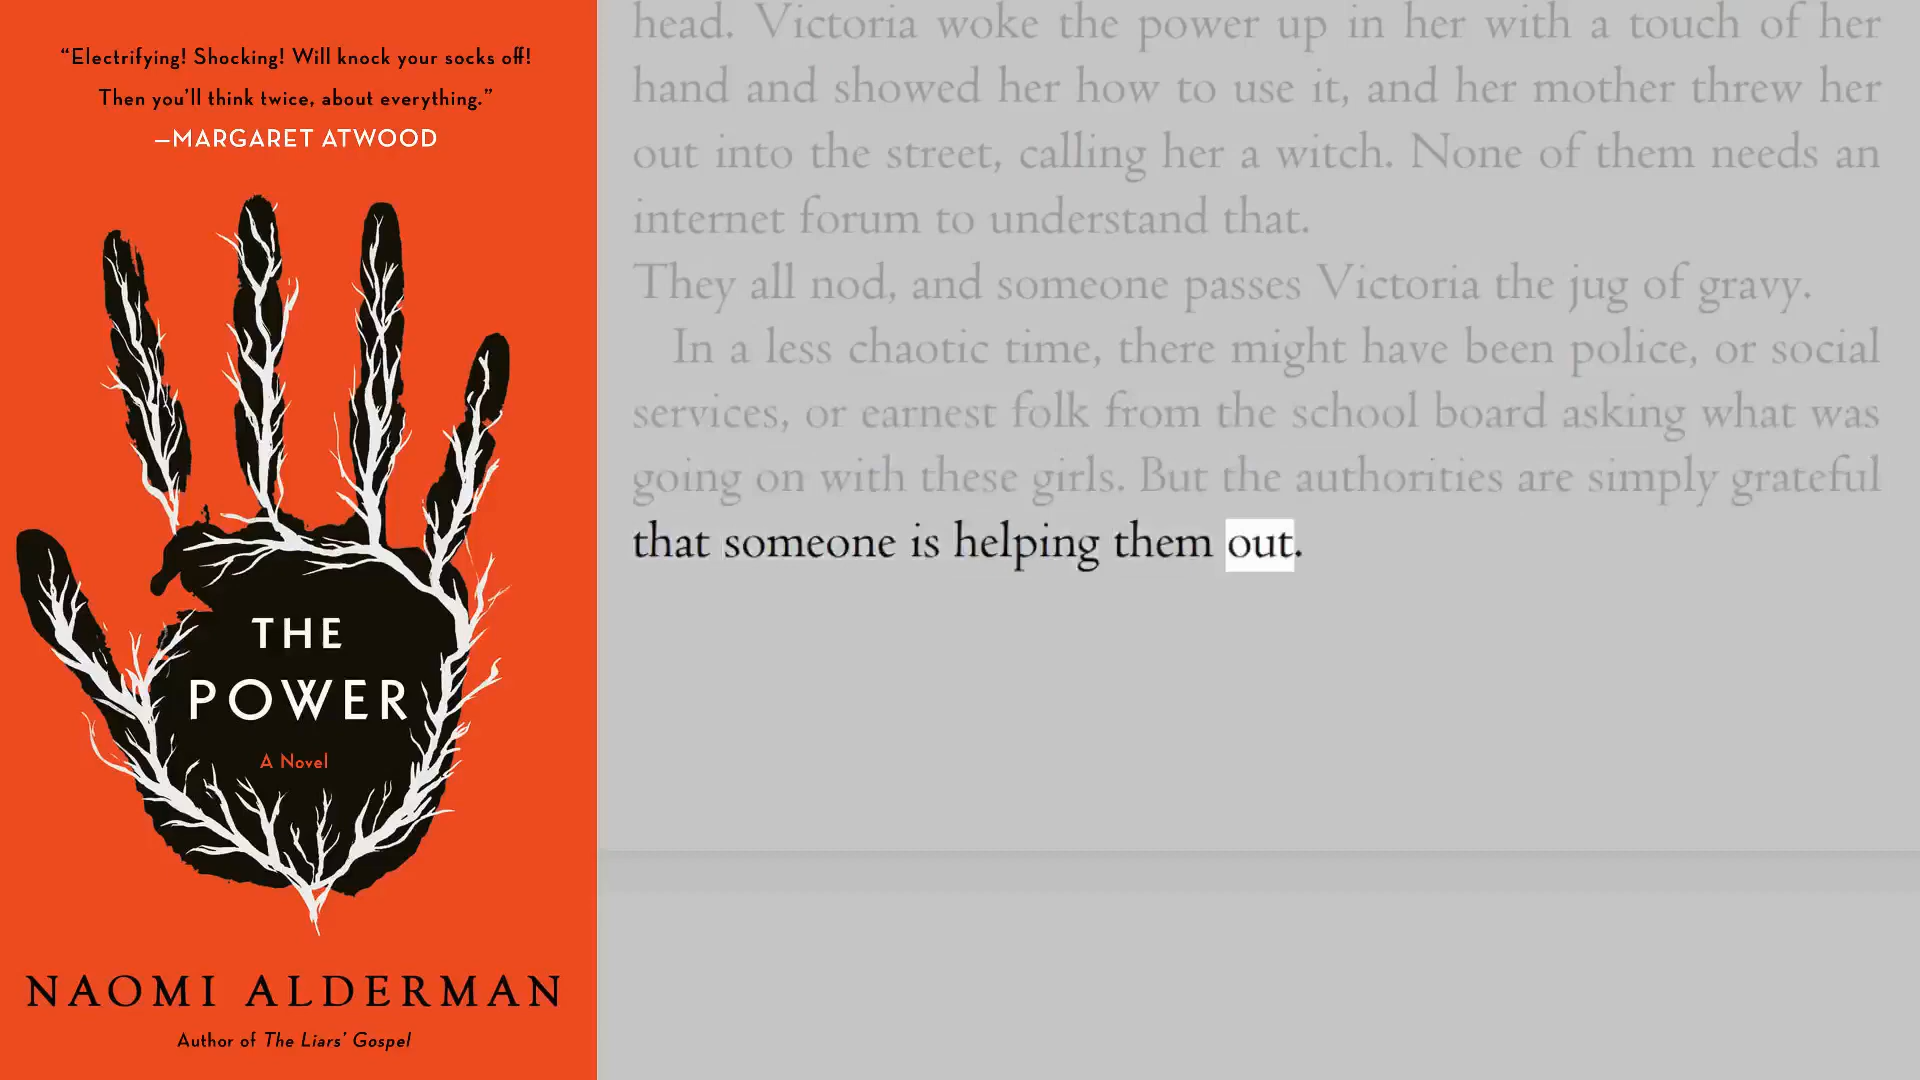 “Electrifying! Shocking! Will knock your socks off!
Then you’ll think twice, about everything.”
—MARGARET ATWOOD
THE
POWER
A Novel
NAOMI ALDERMAN
Author of The Liars’ Gospel
head. Victoria woke the power up in her with a touch of her
hand and showed her how to use it, and her mother threw her
out into the street, calling her a witch. None of them needs an
internet forum to understand that.
They all nod, and someone passes Victoria the jug of gravy.
In a less chaotic time, there might have been police, or social
services, or earnest folk from the school board asking what was
going on with these girls. But the authorities are simply grateful
that someone is helping them out.